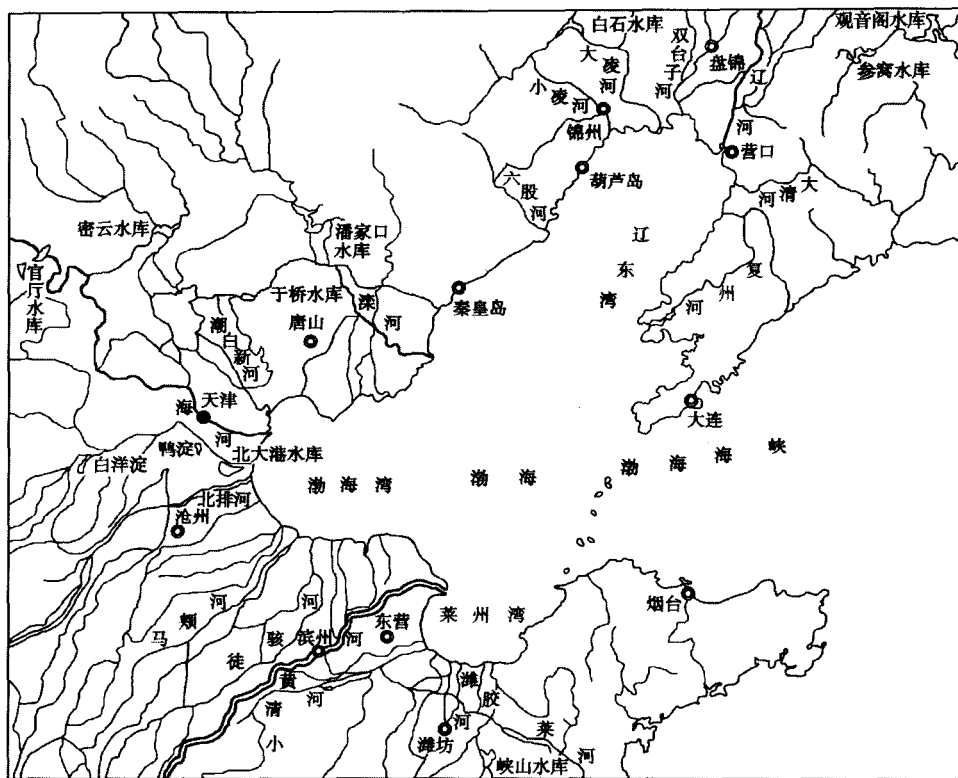 白石水库
双台子河
观音阁水库
盘锦
辽河
参窝水库
大凌河
小凌河
锦州
营口
葫芦岛
六股河
大清河
密云水库
潘家口
水库
辽东湾
复州河
官厅水库
于桥水库
滦河
秦皇岛
唐山
潮白新河
大连
天津
海河
鸭淀
北大港水库
白洋淀
渤海湾
渤海
渤海海峡
北排河
沧州
烟台
莱州湾
马颊河
徒骇河
滨州
东营
黄河
小清河
潍河
胶莱河
潍坊
峡山水库